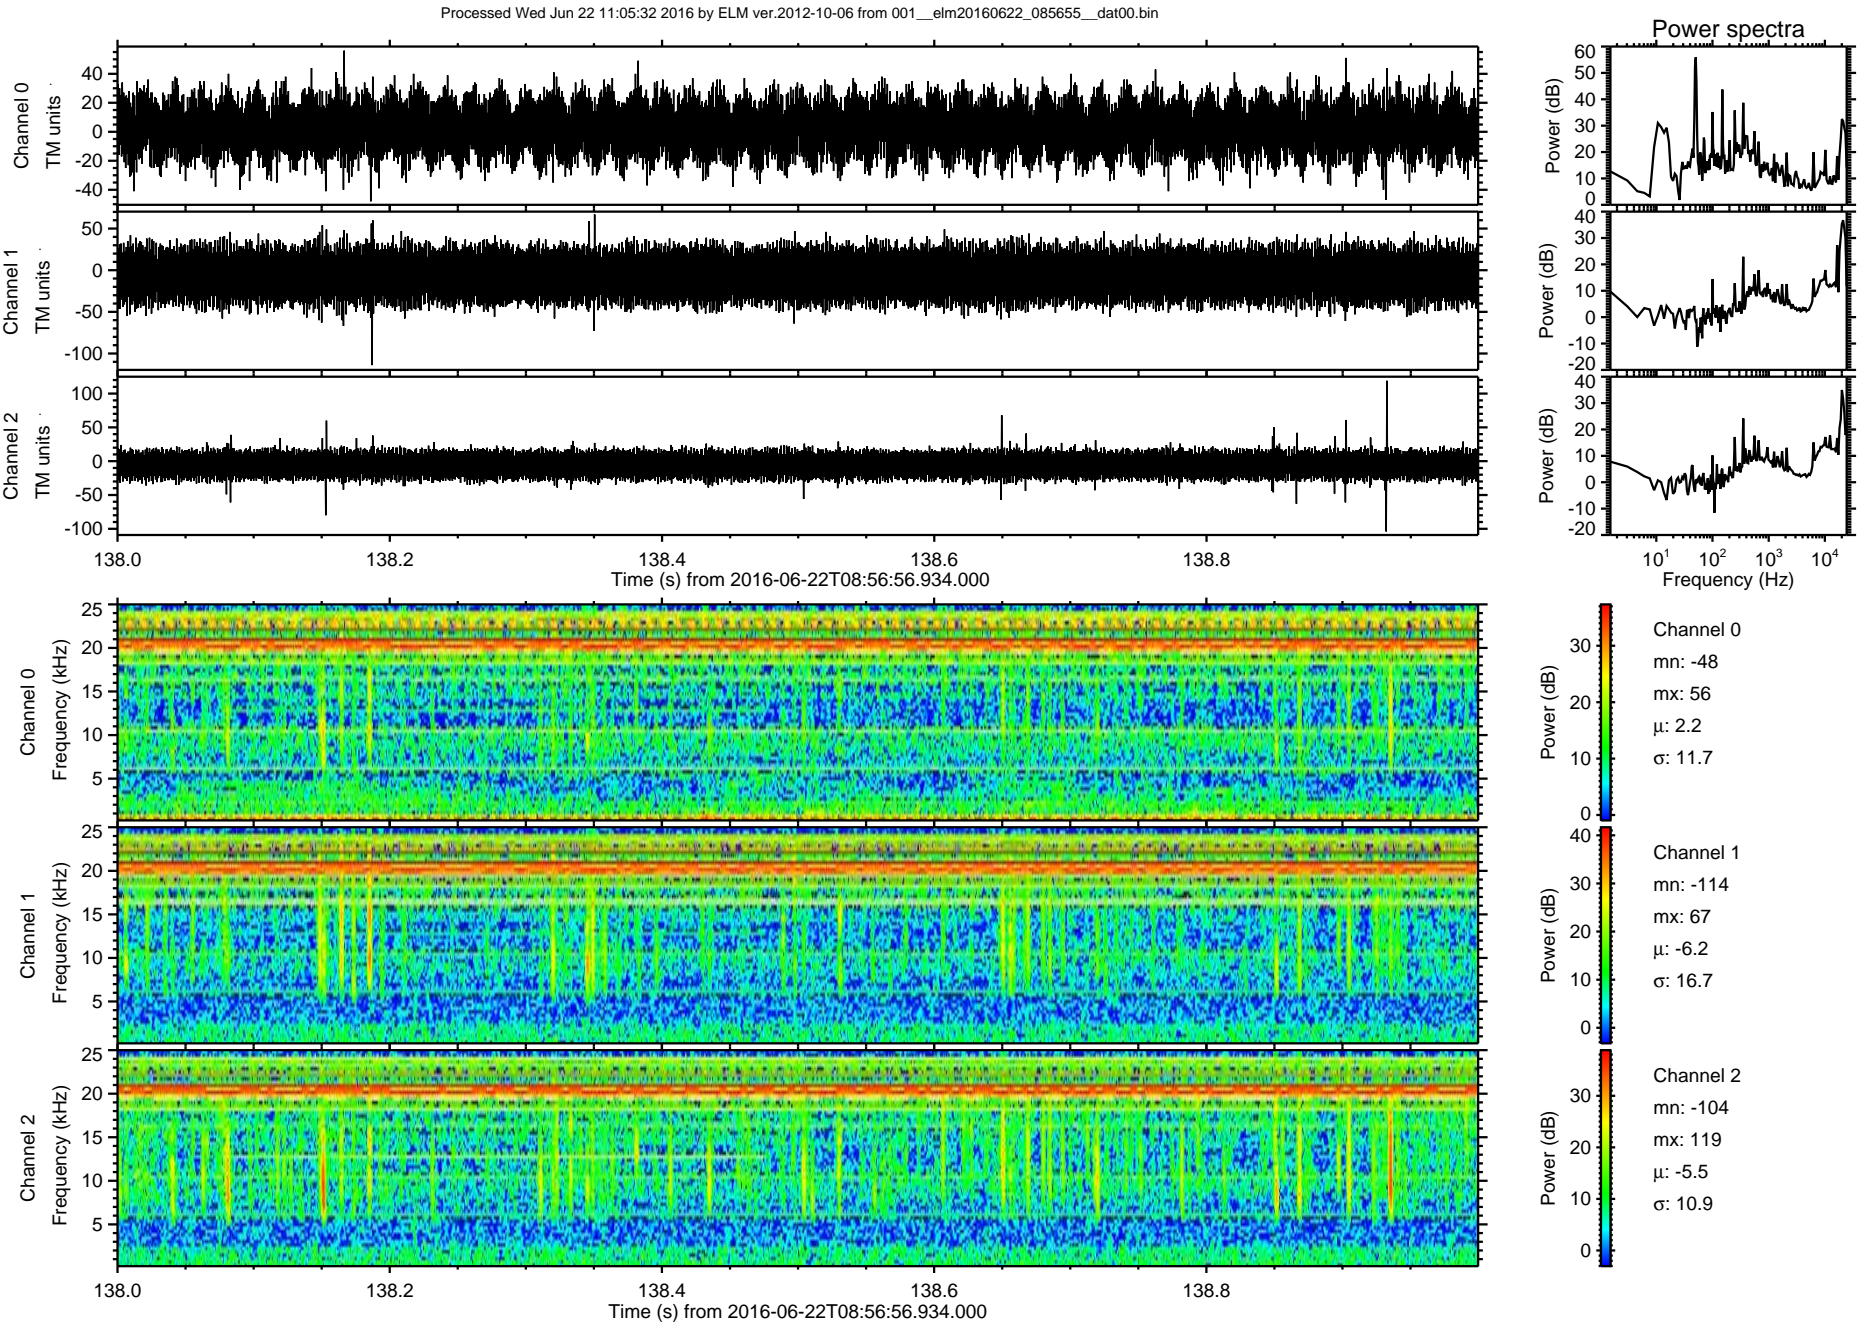 Processed Wed Jun 22 11:05:32 2016 by ELM ver.2012-10-06 from 001__elm20160622_085655__dat00.bin
Power spectra
Channel 0
TM units
40
20
0
-20
-40
Power (dB)
60
50
40
30
20
10
0
Channel 1
TM units
50
0
-50
-100
Power (dB)
40
30
20
10
0
-10
-20
Channel 2
TM units
100
50
0
-50
-100
Power (dB)
40
30
20
10
0
-10
-20
138.0 138.2 138.4 138.6 138.8
Time (s) from 2016-06-22T08:56:56.934.000
10¹ 10² 10³ 10⁴
Frequency (Hz)
Channel 0
Frequency (kHz)
25
20
15
10
5
Power (dB)
30
20
10
0
Channel 0
mn: -48
mx: 56
μ: 2.2
σ: 11.7
Channel 1
Frequency (kHz)
25
20
15
10
5
Power (dB)
40
30
20
10
0
Channel 1
mn: -114
mx: 67
μ: -6.2
σ: 16.7
Channel 2
Frequency (kHz)
25
20
15
10
5
Power (dB)
30
20
10
0
Channel 2
mn: -104
mx: 119
μ: -5.5
σ: 10.9
138.0 138.2 138.4 138.6 138.8
Time (s) from 2016-06-22T08:56:56.934.000